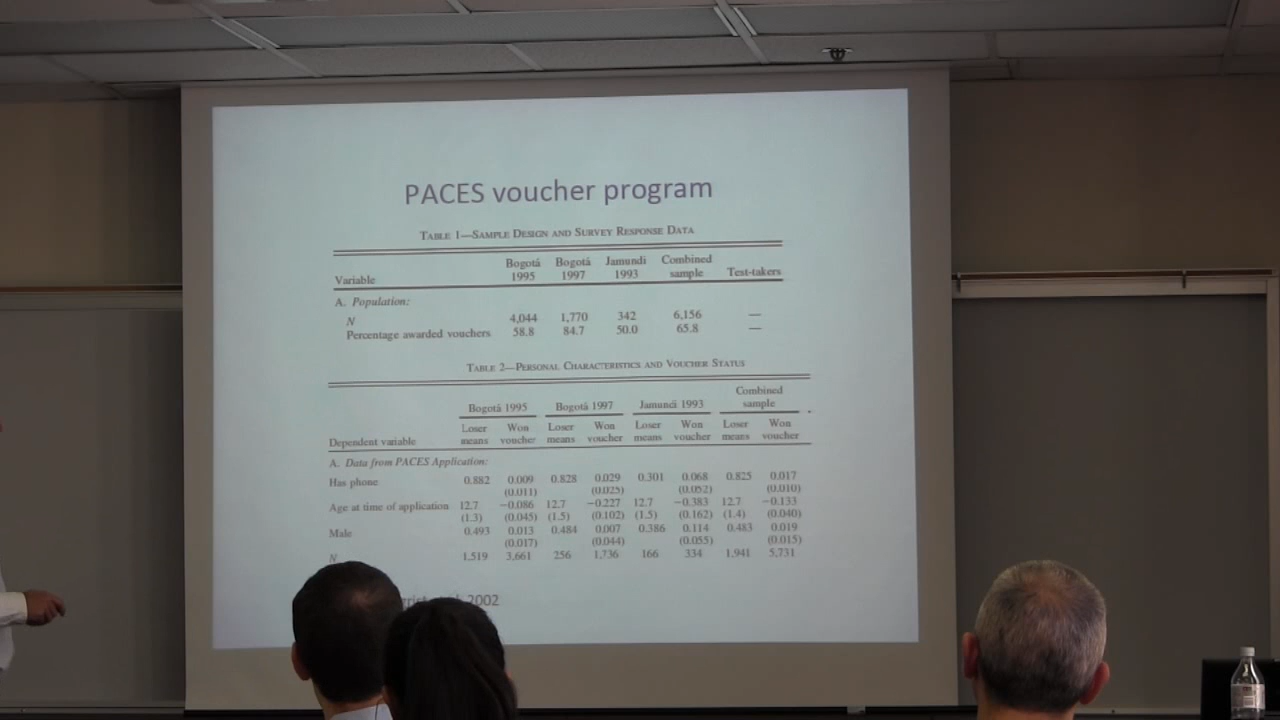 PACES voucher program
TABLE 1—SAMPLE DESIGN AND SURVEY RESPONSE DATA
Variable Bogotá 1995 Bogotá 1997 Jamundi 1993 Combined sample Test-takers
A. Population:
N 4,044 1,770 342 6,156 —
Percentage awarded vouchers 58.8 84.7 50.0 65.8 —
TABLE 2—PERSONAL CHARACTERISTICS AND VOUCHER STATUS
Bogotá 1995 Bogotá 1997 Jamundi 1993 Combined sample
Dependent variable Loser means Won voucher Loser means Won voucher Loser means Won voucher Loser means Won voucher
A. Data from PACES Application:
Has phone 0.882 0.009 0.828 0.029 0.301 0.068 0.825 0.017
(0.011) (0.025) (0.052) (0.010)
Age at time of application 12.7 −0.086 12.7 −0.227 12.7 −0.383 12.7 −0.133
(1.3) (0.045) (1.5) (0.102) (1.5) (0.162) (1.4) (0.040)
Male 0.493 0.013 0.484 0.007 0.386 0.114 0.483 0.019
(0.017) (0.044) (0.055) (0.015)
N 1,519 3,661 256 1,736 166 334 1,941 5,731
2002